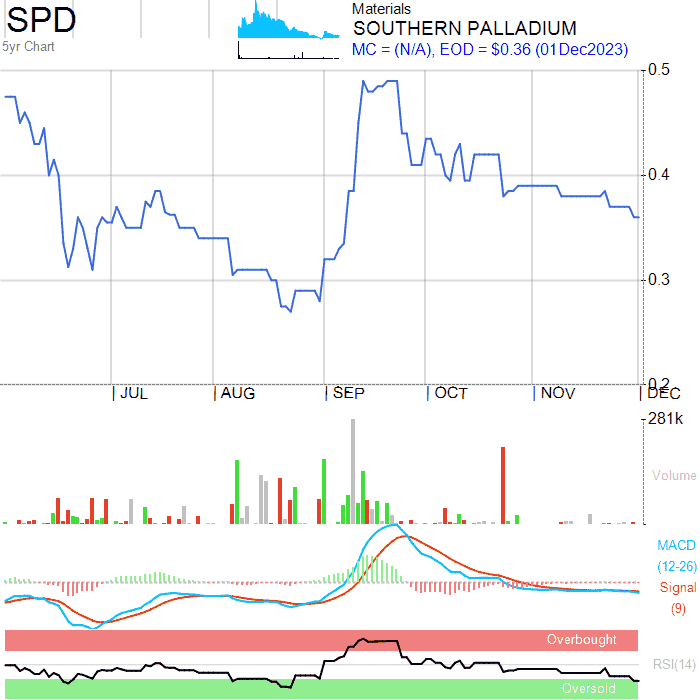 SPD
5yr Chart
Materials
SOUTHERN PALLADIUM
MC = (N/A), EOD = $0.36 (01Dec2023)
0.5
0.4
0.3
0.2
JUL
AUG
SEP
OCT
NOV
DEC
281k
Volume
MACD
(12-26)
Signal
(9)
Overbought
RSI(14)
Oversold